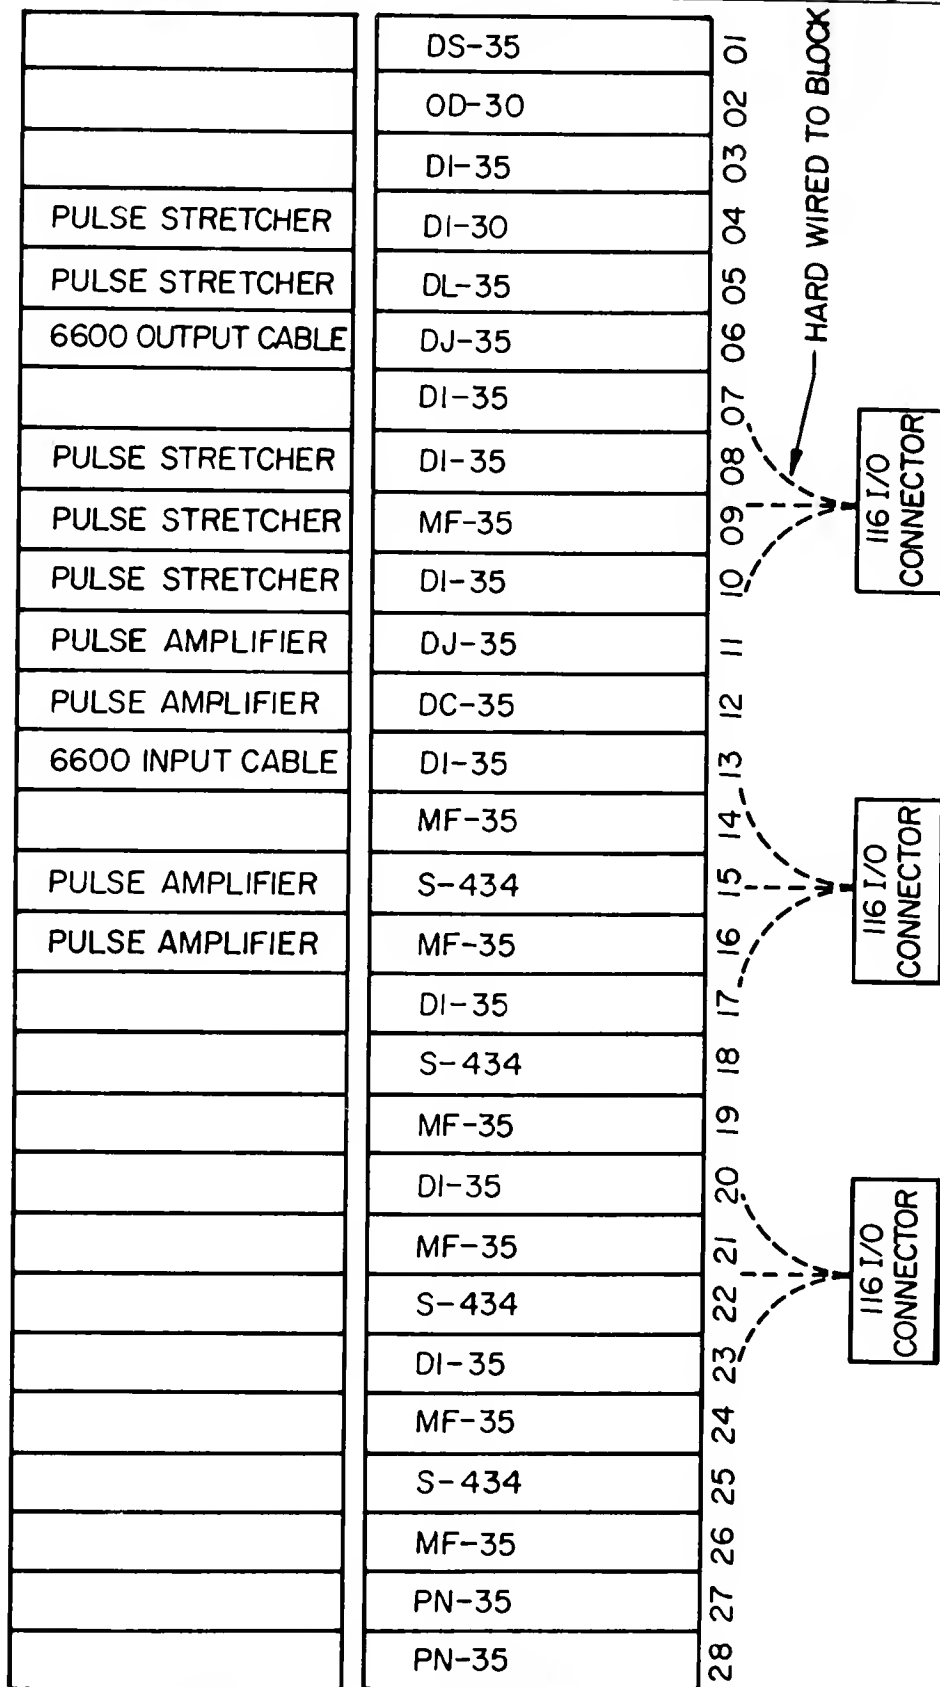 DS-35 01
OD-30 02
DI-35 03
PULSE STRETCHER DI-30 04
PULSE STRETCHER DL-35 05
6600 OUTPUT CABLE DJ-35 06
DI-35 07
PULSE STRETCHER DI-35 08
PULSE STRETCHER MF-35 09
PULSE STRETCHER DI-35 10
PULSE AMPLIFIER DJ-35 11
PULSE AMPLIFIER DC-35 12
6600 INPUT CABLE DI-35 13
MF-35 14
PULSE AMPLIFIER S-434 15
PULSE AMPLIFIER MF-35 16
DI-35 17
S-434 18
MF-35 19
DI-35 20
MF-35 21
S-434 22
DI-35 23
MF-35 24
S-434 25
MF-35 26
PN-35 27
PN-35 28
HARD WIRED TO BLOCK
116 I/O
CONNECTOR
116 I/O
CONNECTOR
116 I/O
CONNECTOR